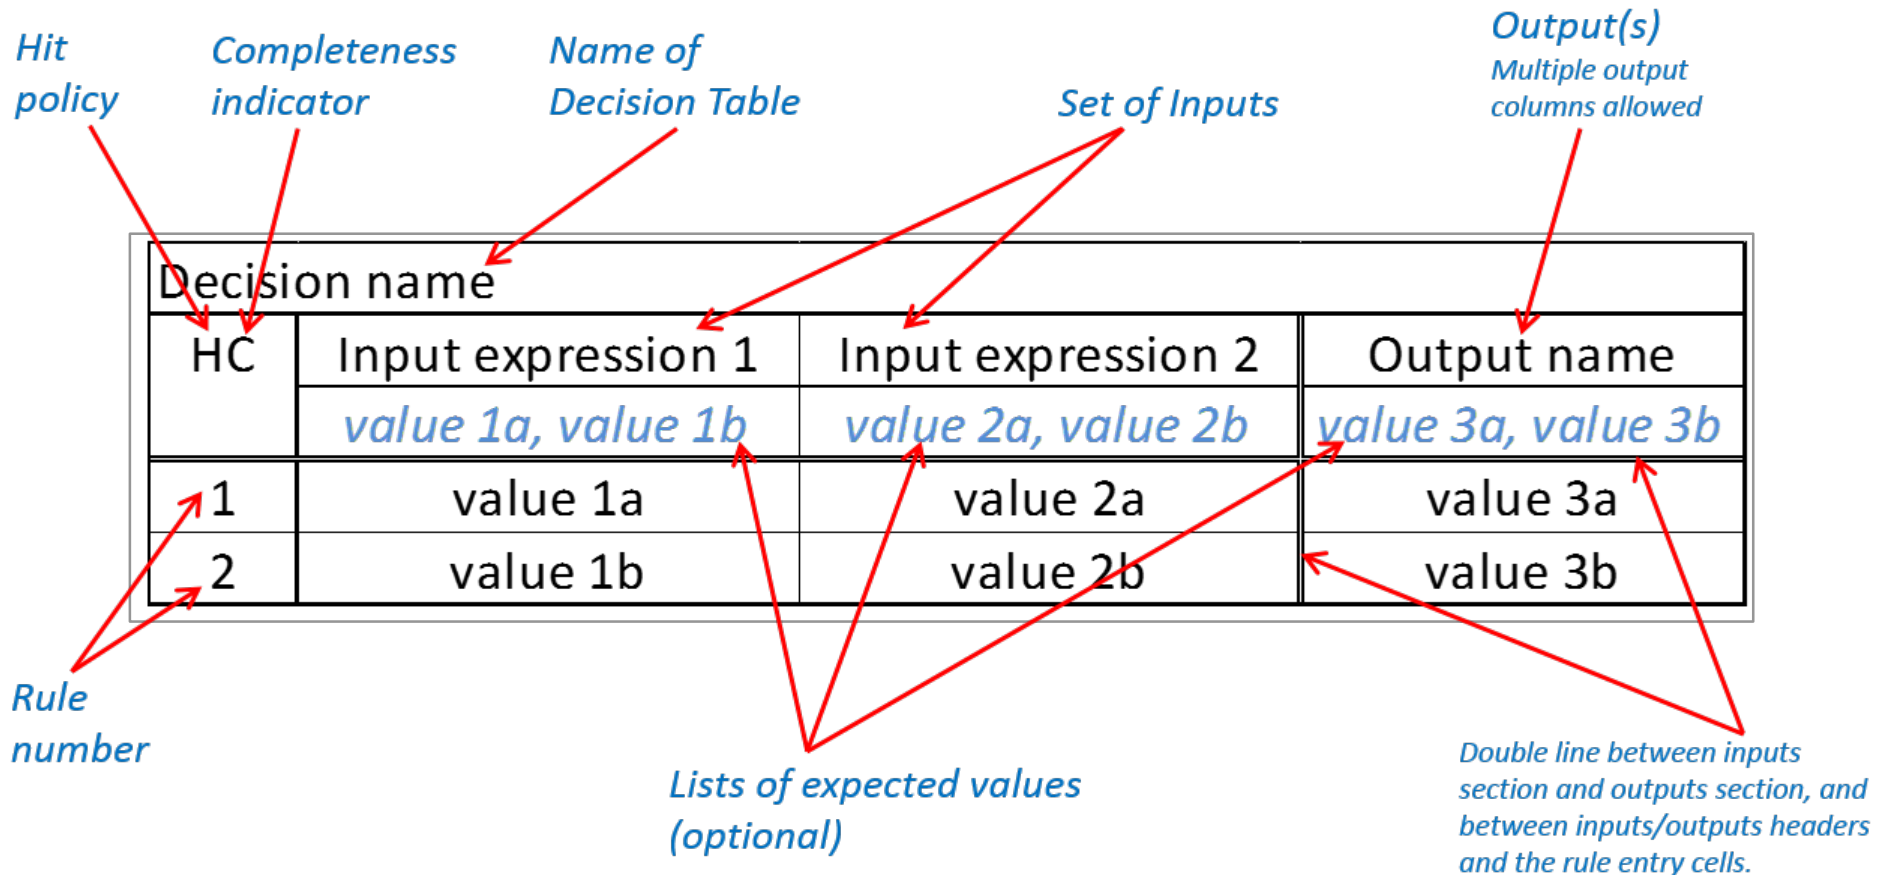 Hit
policy
Completeness
indicator
Name of
Decision Table
Set of Inputs
Output(s)
Multiple output
columns allowed
Decision name
HC
Input expression 1
Input expression 2
Output name
value 1a, value 1b
value 2a, value 2b
value 3a, value 3b
1
value 1a
value 2a
value 3a
2
value 1b
value 2b
value 3b
Rule
number
Lists of expected values
(optional)
Double line between inputs
section and outputs section, and
between inputs/outputs headers
and the rule entry cells.